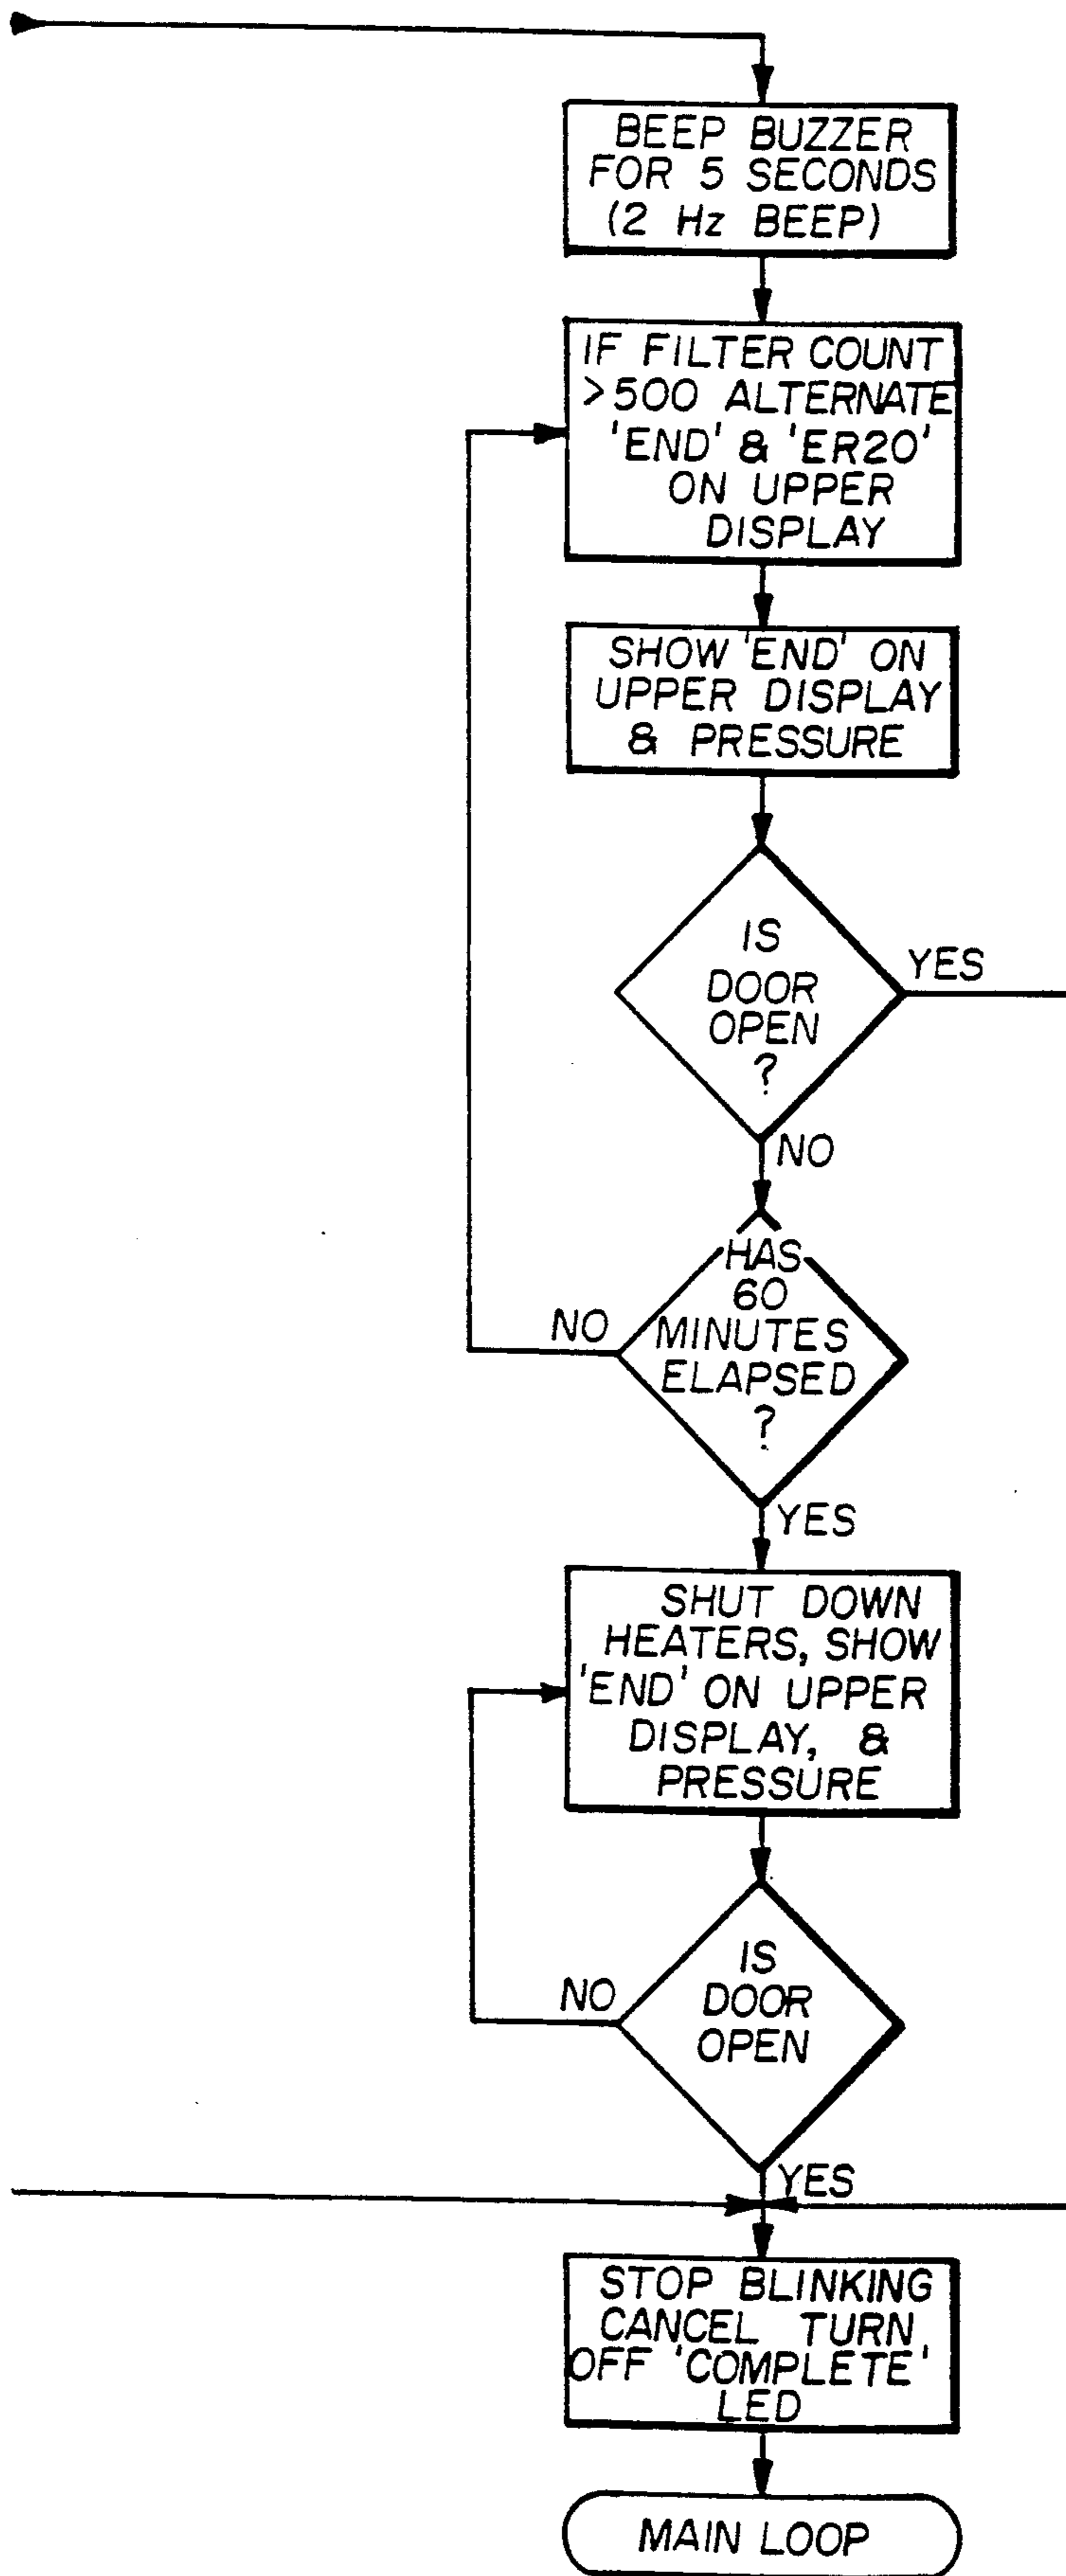 BEEP BUZZER
FOR 5 SECONDS
(2 Hz BEEP)
IF FILTER COUNT
>500 ALTERNATE
'END' & 'ER20'
ON UPPER
DISPLAY
SHOW 'END' ON
UPPER DISPLAY
& PRESSURE
IS
DOOR
OPEN
?
YES
NO
HAS
60
MINUTES
ELAPSED
?
NO
YES
SHUT DOWN
HEATERS, SHOW
'END' ON UPPER
DISPLAY, &
PRESSURE
IS
DOOR
OPEN
NO
YES
STOP BLINKING
CANCEL TURN
OFF 'COMPLETE'
LED
MAIN LOOP